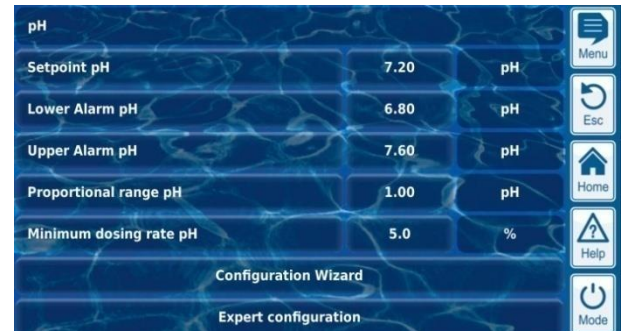 pH
Setpoint pH 7.20 pH
Lower Alarm pH 6.80 pH
Upper Alarm pH 7.60 pH
Proportional range pH 1.00 pH
Minimum dosing rate pH 5.0 %
Configuration Wizard
Expert configuration
Menu
Esc
Home
Help
Mode